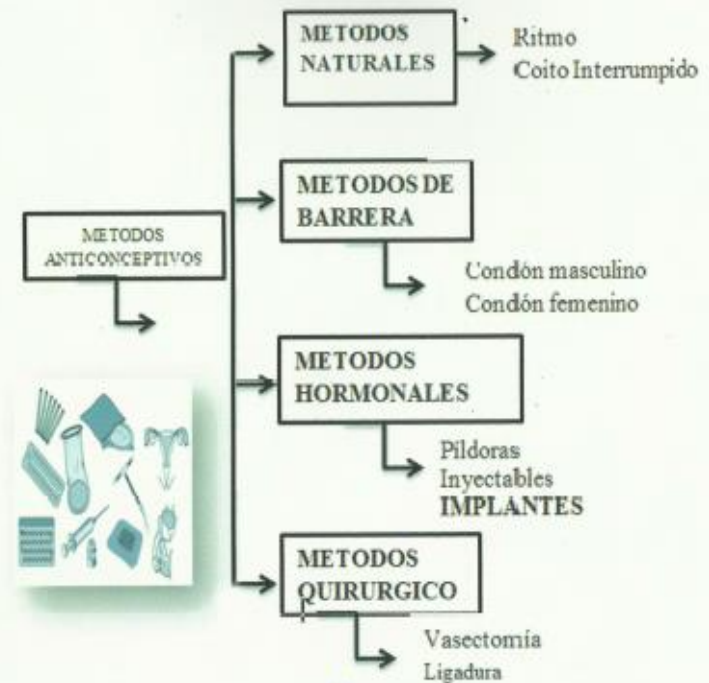 METODOS
ANTICONCEPTIVOS
METODOS
NATURALES
Ritmo
Coito Interrumpido
METODOS DE
BARRERA
Condón masculino
Condón femenino
METODOS
HORMONALES
Píldoras
Inyectables
IMPLANTES
METODOS
QUIRURGICO
Vasectomía
Ligadura